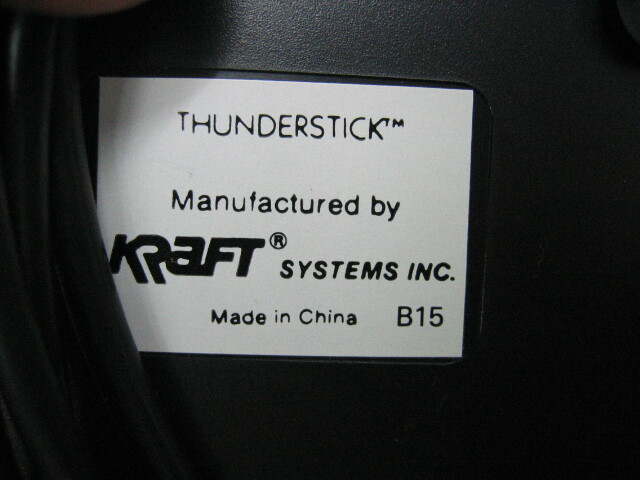 THUNDERSTICK™
Manufactured by
KRAFT® SYSTEMS INC.
Made in China B15